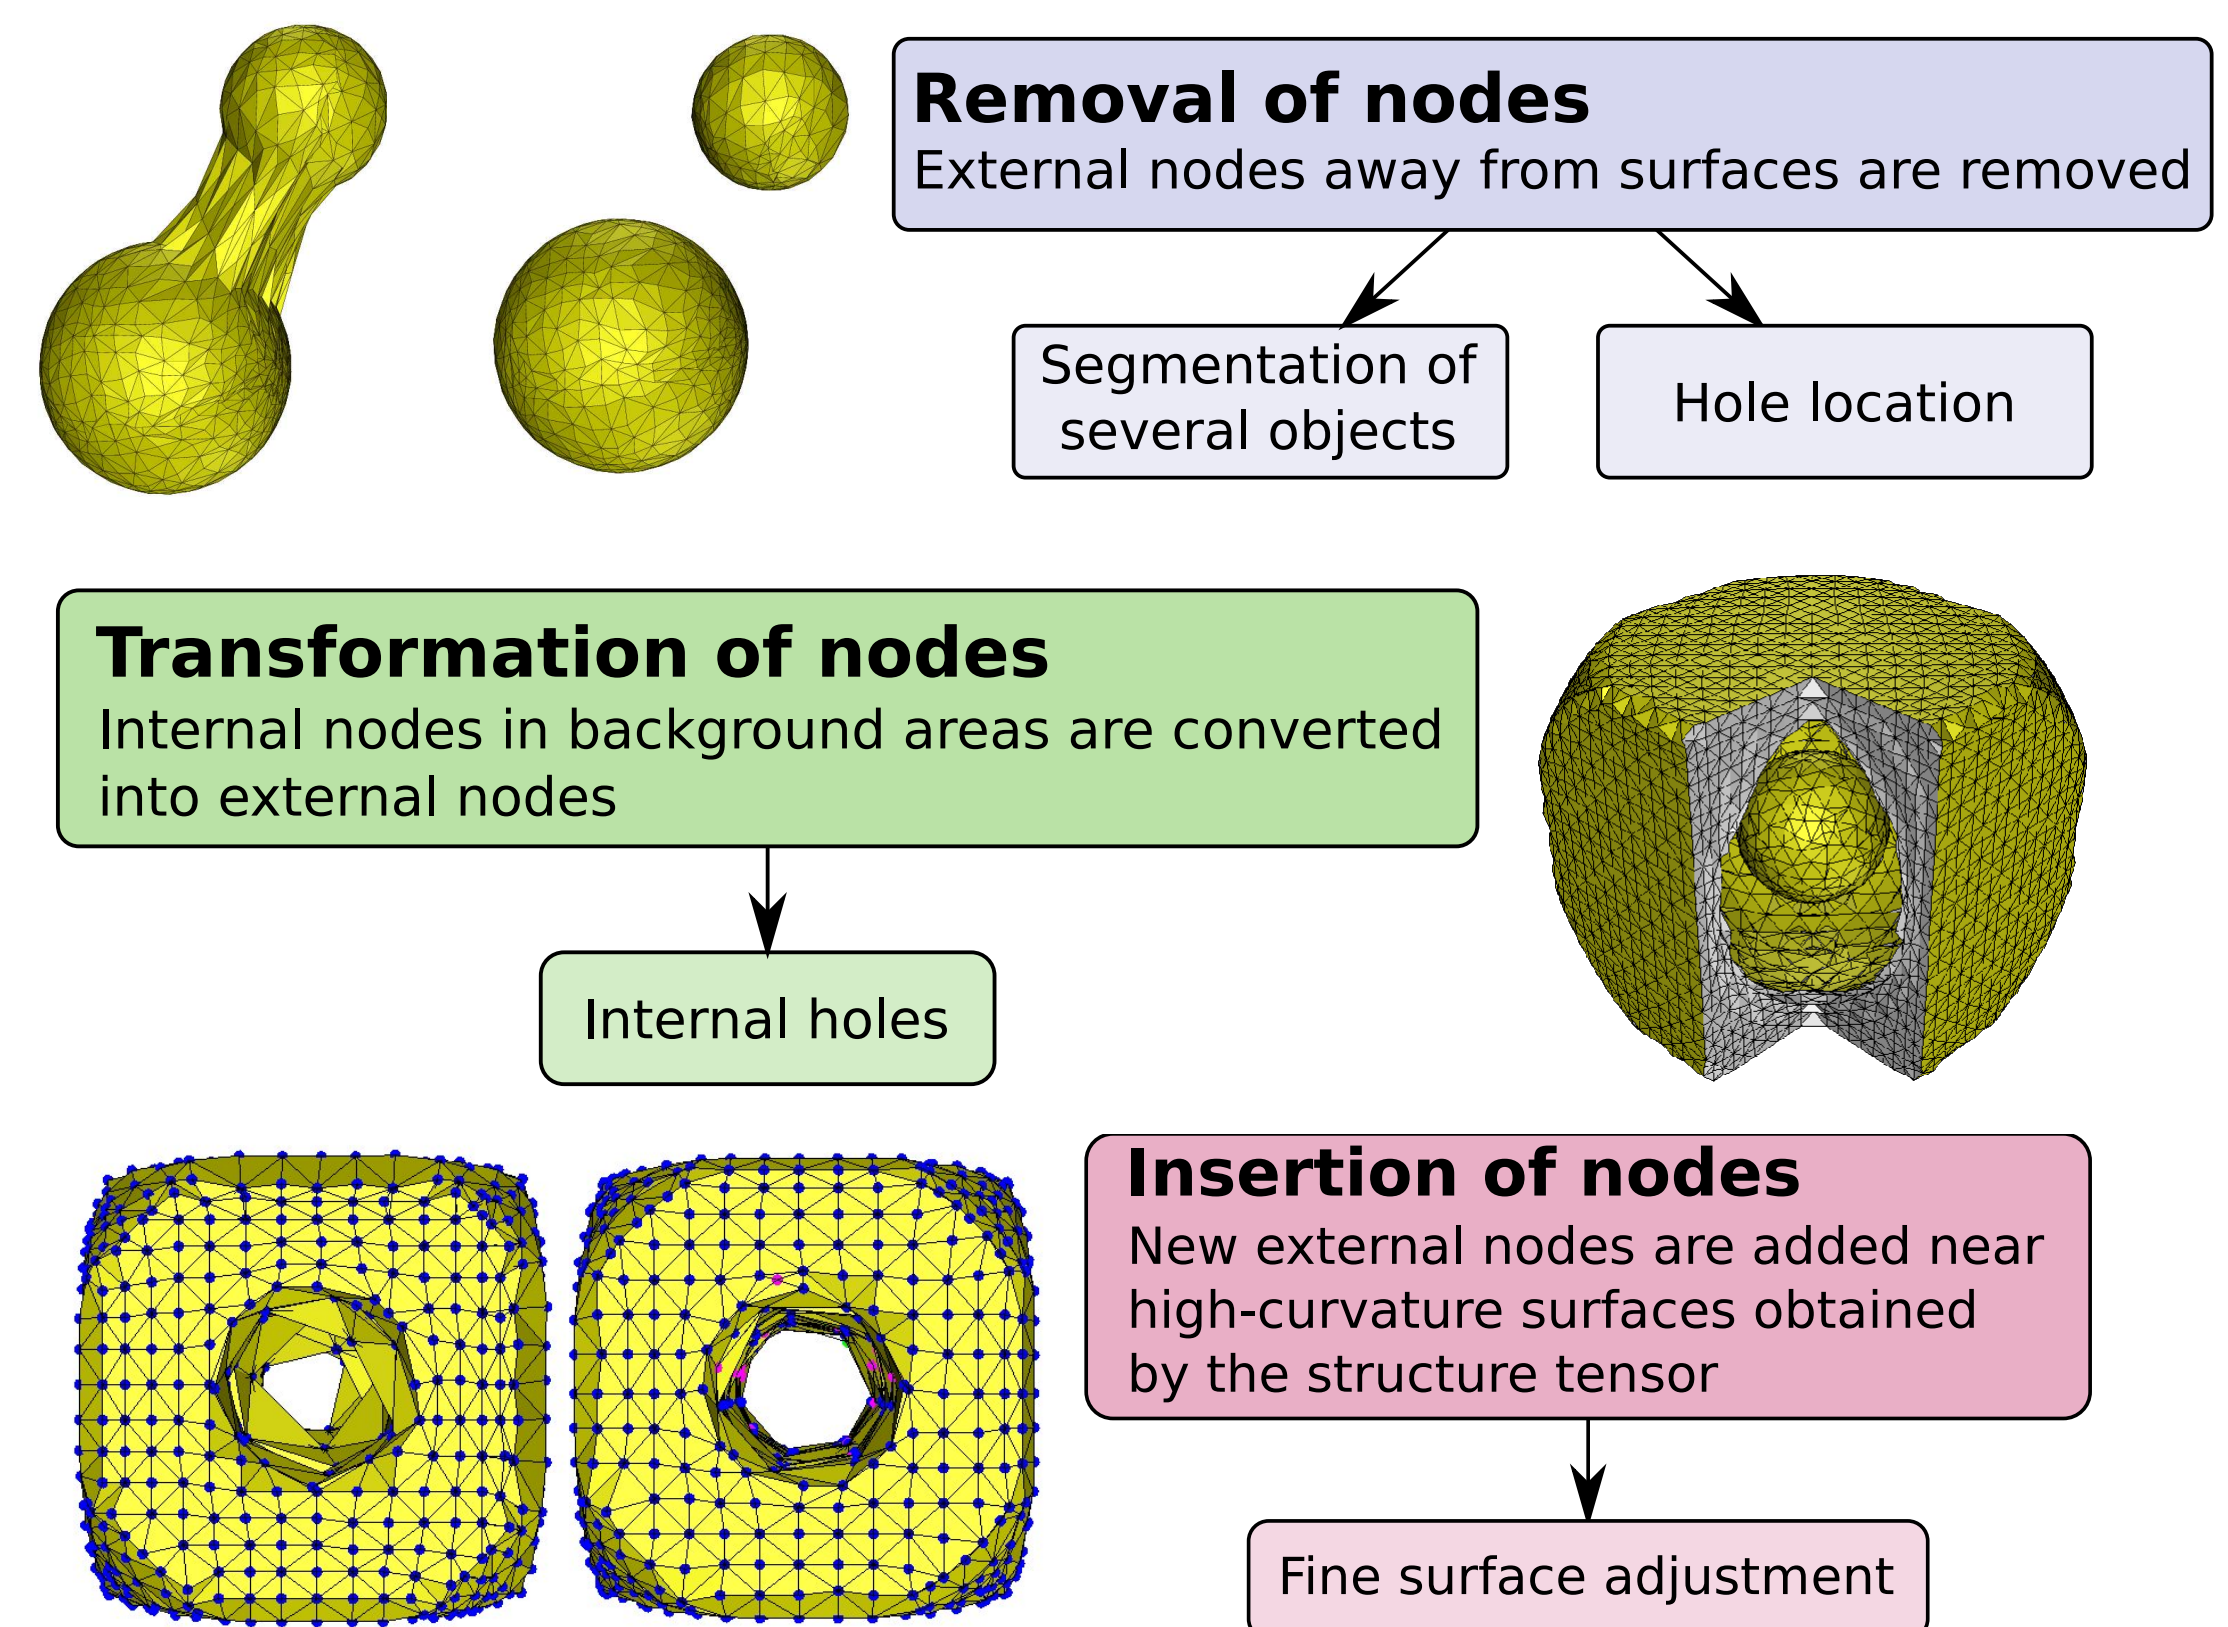 Removal of nodes
External nodes away from surfaces are removed
Segmentation of
several objects
Hole location
Transformation of nodes
Internal nodes in background areas are converted
into external nodes
Internal holes
Insertion of nodes
New external nodes are added near
high-curvature surfaces obtained
by the structure tensor
Fine surface adjustment